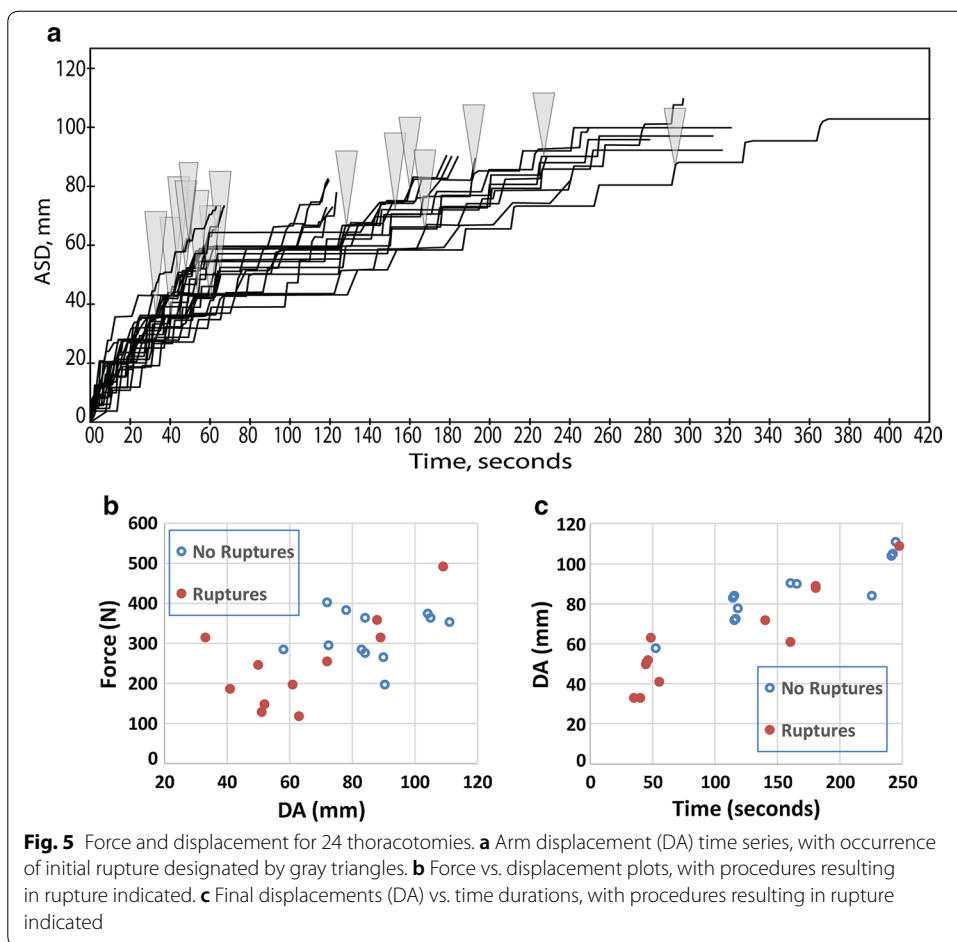 a
120
100
80
60
40
20
0
ASD, mm
00 20 40 60 80 100 120 140 160 180 200 220 240 260 280 300 320 340 360 380 400 420
Time, seconds
b
600
500
400
300
200
100
0
Force (N)
No Ruptures
Ruptures
20 40 60 80 100 120
DA (mm)
c
120
100
80
60
40
20
0
DA (mm)
No Ruptures
Ruptures
0 50 100 150 200 250
Time (seconds)
Fig. 5 Force and displacement for 24 thoracotomies. a Arm displacement (DA) time series, with occurrence
of initial rupture designated by gray triangles. b Force vs. displacement plots, with procedures resulting
in rupture indicated. c Final displacements (DA) vs. time durations, with procedures resulting in rupture
indicated